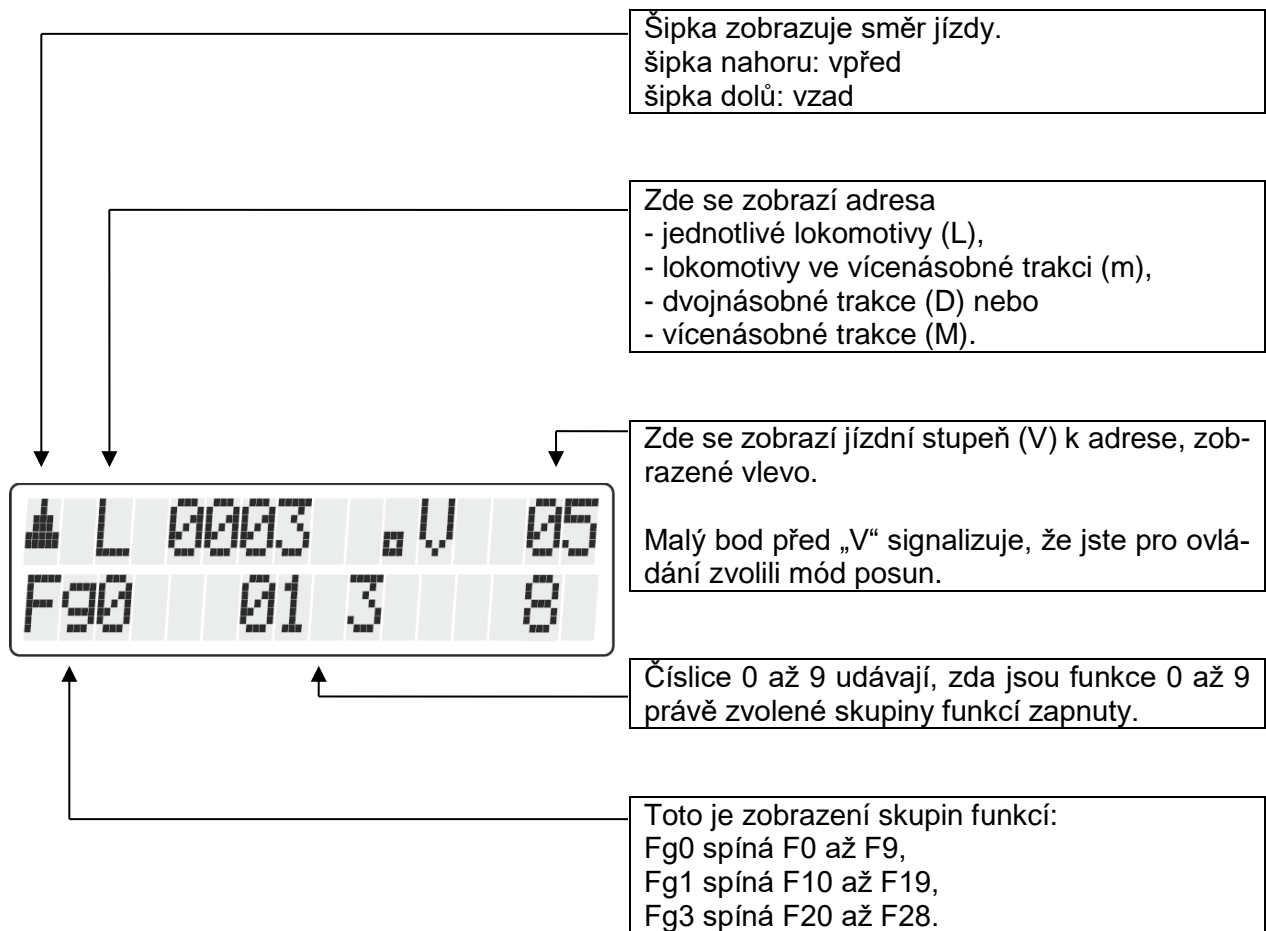 Šipka zobrazuje směr jízdy.
šipka nahoru: vpřed
šipka dolů: vzad
Zde se zobrazí adresa
- jednotlivé lokomotivy (L),
- lokomotivy ve vícenásobné trakci (m),
- dvojnásobné trakce (D) nebo
- vícenásobné trakce (M).
Zde se zobrazí jízdní stupeň (V) k adrese, zob-
razené vlevo.
Malý bod před „V“ signalizuje, že jste pro ovlá-
dání zvolili mód posun.
L 0003 .V 05
Fg0 01 3 8
Číslice 0 až 9 udávají, zda jsou funkce 0 až 9
právě zvolené skupiny funkcí zapnuty.
Toto je zobrazení skupin funkcí:
Fg0 spíná F0 až F9,
Fg1 spíná F10 až F19,
Fg3 spíná F20 až F28.